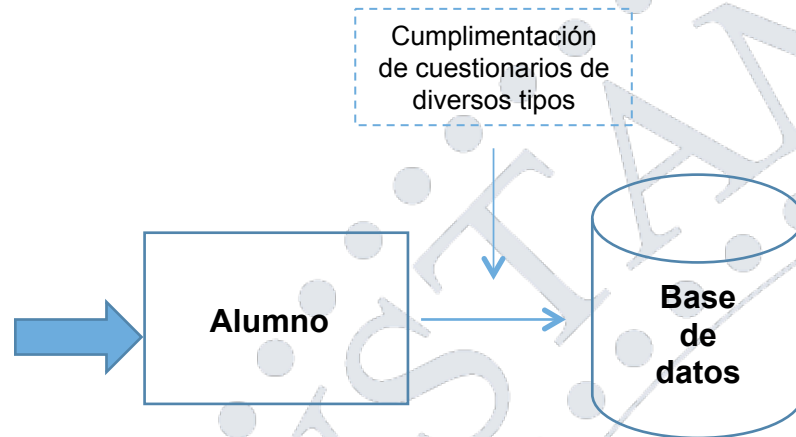 Cumplimentación
de cuestionarios de
diversos tipos
Alumno
Base
de
datos